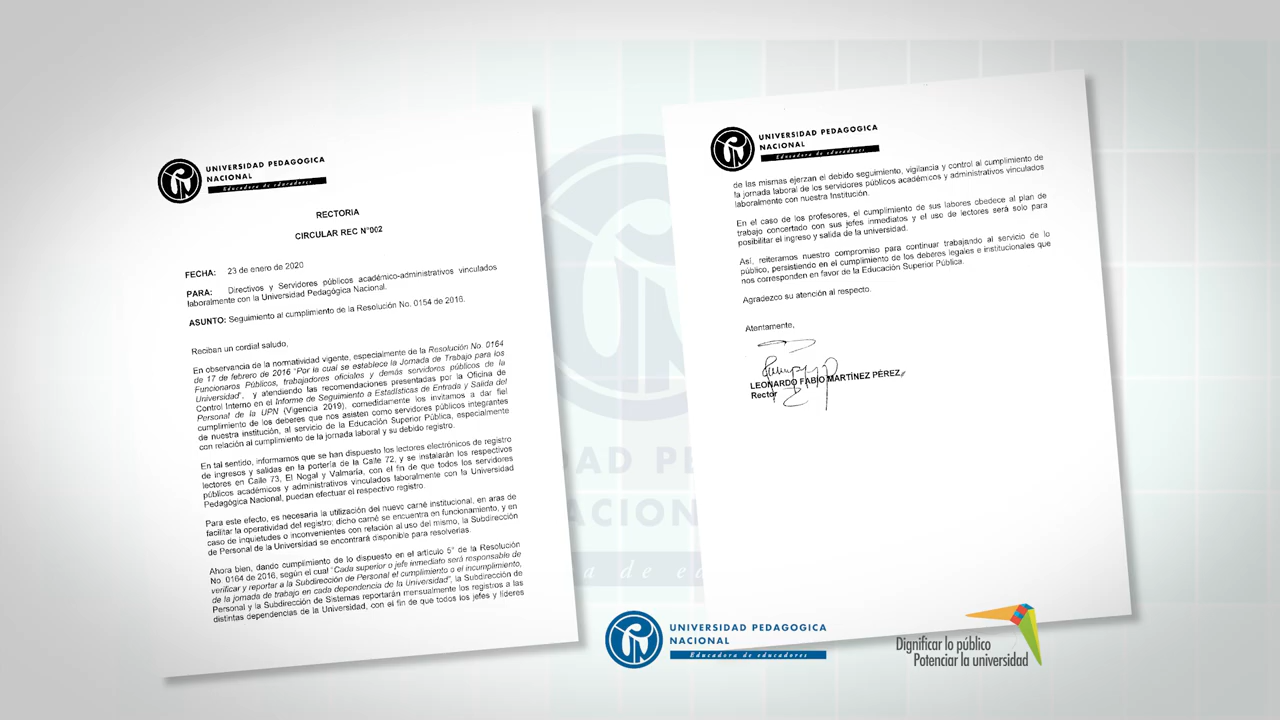 UNIVERSIDAD PEDAGOGICA
NACIONAL
Educadora de educadores
RECTORIA
CIRCULAR REC N°002
FECHA: 23 de enero de 2020
PARA: Directivos y Servidores públicos académico-administrativos vinculados
laboralmente con la Universidad Pedagógica Nacional.
ASUNTO: Seguimiento al cumplimiento de la Resolución No. 0154 de 2016.
Reciban un cordial saludo,
En observancia de la normatividad vigente, especialmente de la Resolución No. 0164
de 17 de febrero de 2016 "Por la cual se establece la Jornada de Trabajo para los
Funcionaros Públicos, trabajadores oficiales y demás servidores públicos de la
Universidad", y atendiendo las recomendaciones presentadas por la Oficina de
Control Interno en el Informe de Seguimiento a Estadísticas de Entrada y Salida del
Personal de la UPN (Vigencia 2019), comedidamente los invitamos a dar fiel
cumplimiento de los deberes que nos asisten como servidores públicos integrantes
de nuestra institución, al servicio de la Educación Superior Pública, especialmente
con relación al cumplimiento de la jornada laboral y su debido registro.
En tal sentido, informamos que se han dispuesto los lectores electrónicos de registro
de ingresos y salidas en la portería de la Calle 72, y se instalarán los respectivos
lectores en Calle 73, El Nogal y Valmaría, con el fin de que todos los servidores
públicos académicos y administrativos vinculados laboralmente con la Universidad
Pedagógica Nacional, puedan efectuar el respectivo registro.
Para este efecto, es necesaria la utilización del nuevo carné institucional, en aras de
facilitar la operatividad del registro; dicho carné se encuentra en funcionamiento, y en
caso de inquietudes o inconvenientes con relación al uso del mismo, la Subdirección
de Personal de la Universidad se encontrará disponible para resolverlas.
Ahora bien, dando cumplimiento de lo dispuesto en el artículo 5° de la Resolución
No. 0164 de 2016, según el cual "Cada superior o jefe inmediato será responsable de
verificar y reportar a la Subdirección de Personal el cumplimiento o el incumplimiento,
de la jornada de trabajo en cada dependencia de la Universidad", la Subdirección de
Personal y la Subdirección de Sistemas reportarán mensualmente los registros a las
distintas dependencias de la Universidad, con el fin de que todos los jefes y líderes
UNIVERSIDAD PEDAGOGICA
NACIONAL
Educadora de educadores
de las mismas ejerzan el debido seguimiento, vigilancia y control al cumplimiento de
la jornada laboral de los servidores públicos académicos y administrativos vinculados
laboralmente con nuestra Institución.
En el caso de los profesores, el cumplimiento de sus labores obedece al plan de
trabajo concertado con sus jefes inmediatos y el uso de lectores será solo para
posibilitar el ingreso y salida de la universidad.
Así, reiteramos nuestro compromiso para continuar trabajando al servicio de lo
público, persistiendo en el cumplimiento de los deberes legales e institucionales que
nos corresponden en favor de la Educación Superior Pública.
Agradezco su atención al respecto.
Atentamente,
LEONARDO FABIO MARTÍNEZ PÉREZ
Rector
UNIVERSIDAD PEDAGOGICA
NACIONAL
Educadora de educadores
Dignificar lo público
Potenciar la universidad